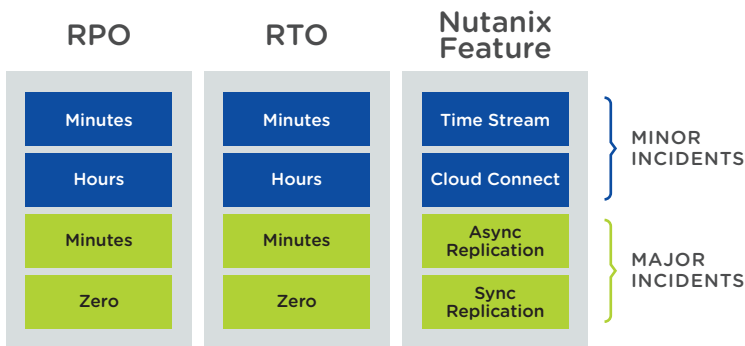 RPO
RTO
Nutanix
Feature
Minutes
Minutes
Time Stream
Hours
Hours
Cloud Connect
MINOR
INCIDENTS
Minutes
Minutes
Async
Replication
Zero
Zero
Sync
Replication
MAJOR
INCIDENTS